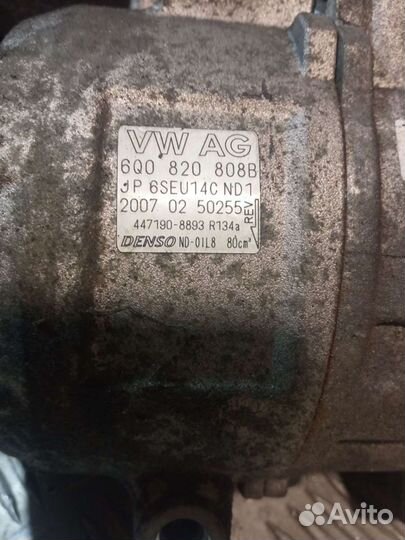 VW AG
6Q0 820 808B
JP 6SEU14C ND1
2007 02 50255
REV
447190-8893 R134a
DENSO ND-OIL8 80cm³
Avito